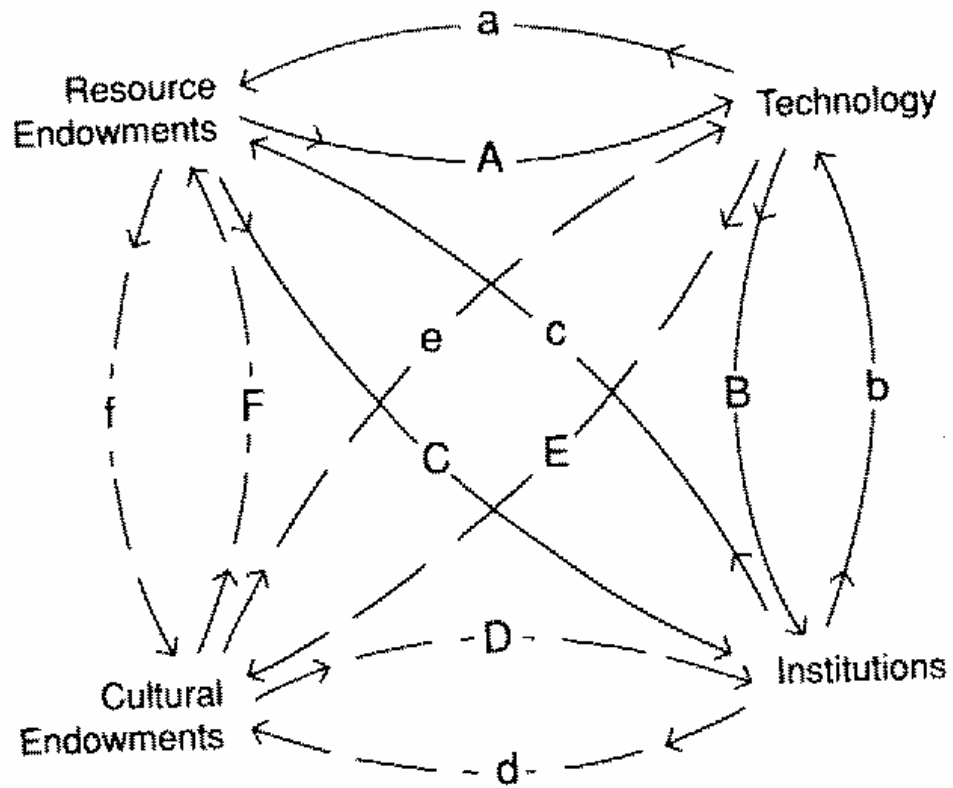 a
Resource
Endowments
Technology
A
e
c
f
F
B
b
C
E
D
Cultural
Endowments
Institutions
d